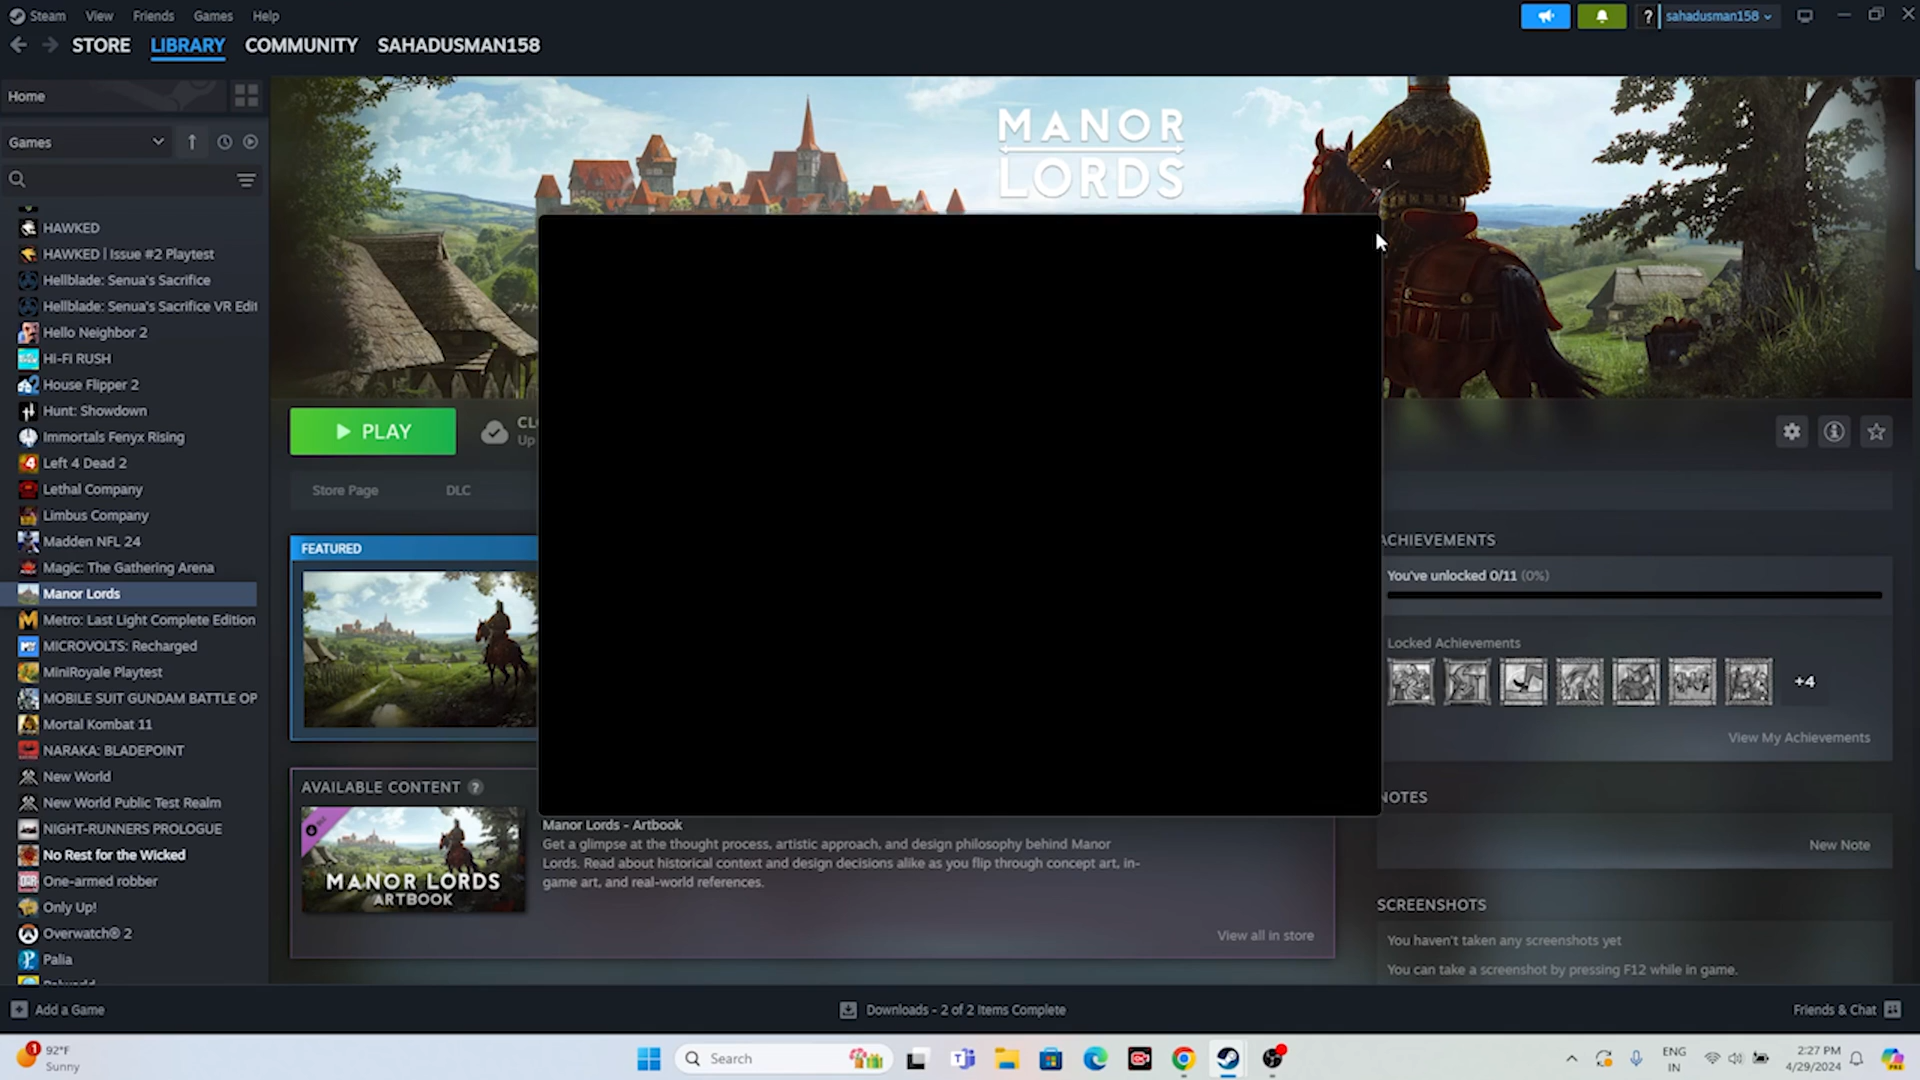 Steam View Friends Games Help
? sahadusman158
STORE LIBRARY COMMUNITY SAHADUSMAN158
Home
Games
MANOR
LORDS
HAWKED
HAWKED | Issue #2 Playtest
Hellblade: Senua's Sacrifice
Hellblade: Senua's Sacrifice VR Edit
Hello Neighbor 2
Hi-Fi RUSH
House Flipper 2
Hunt: Showdown
Immortals Fenyx Rising
Left 4 Dead 2
Lethal Company
Limbus Company
Madden NFL 24
Magic: The Gathering Arena
Manor Lords
Metro: Last Light Complete Edition
MICROVOLTS: Recharged
MiniRoyale Playtest
MOBILE SUIT GUNDAM BATTLE OP
Mortal Kombat 11
NARAKA: BLADEPOINT
New World
New World Public Test Realm
NIGHT-RUNNERS PROLOGUE
No Rest for the Wicked
One-armed robber
Only Up!
Overwatch® 2
Palia
PLAY
CL
Up
Store Page DLC
FEATURED
AVAILABLE CONTENT ?
MANOR LORDS
ARTBOOK
Manor Lords - Artbook
Get a glimpse at the thought process, artistic approach, and design philosophy behind Manor
Lords. Read about historical context and design decisions alike as you flip through concept art, in-
game art, and real-world references.
View all in store
ACHIEVEMENTS
You've unlocked 0/11 (0%)
Locked Achievements
+4
View My Achievements
NOTES
New Note
SCREENSHOTS
You haven't taken any screenshots yet
You can take a screenshot by pressing F12 while in game.
Add a Game
Downloads - 2 of 2 Items Complete
Friends & Chat
1
92°F
Sunny
Search
ENG
IN
2:27 PM
4/29/2024